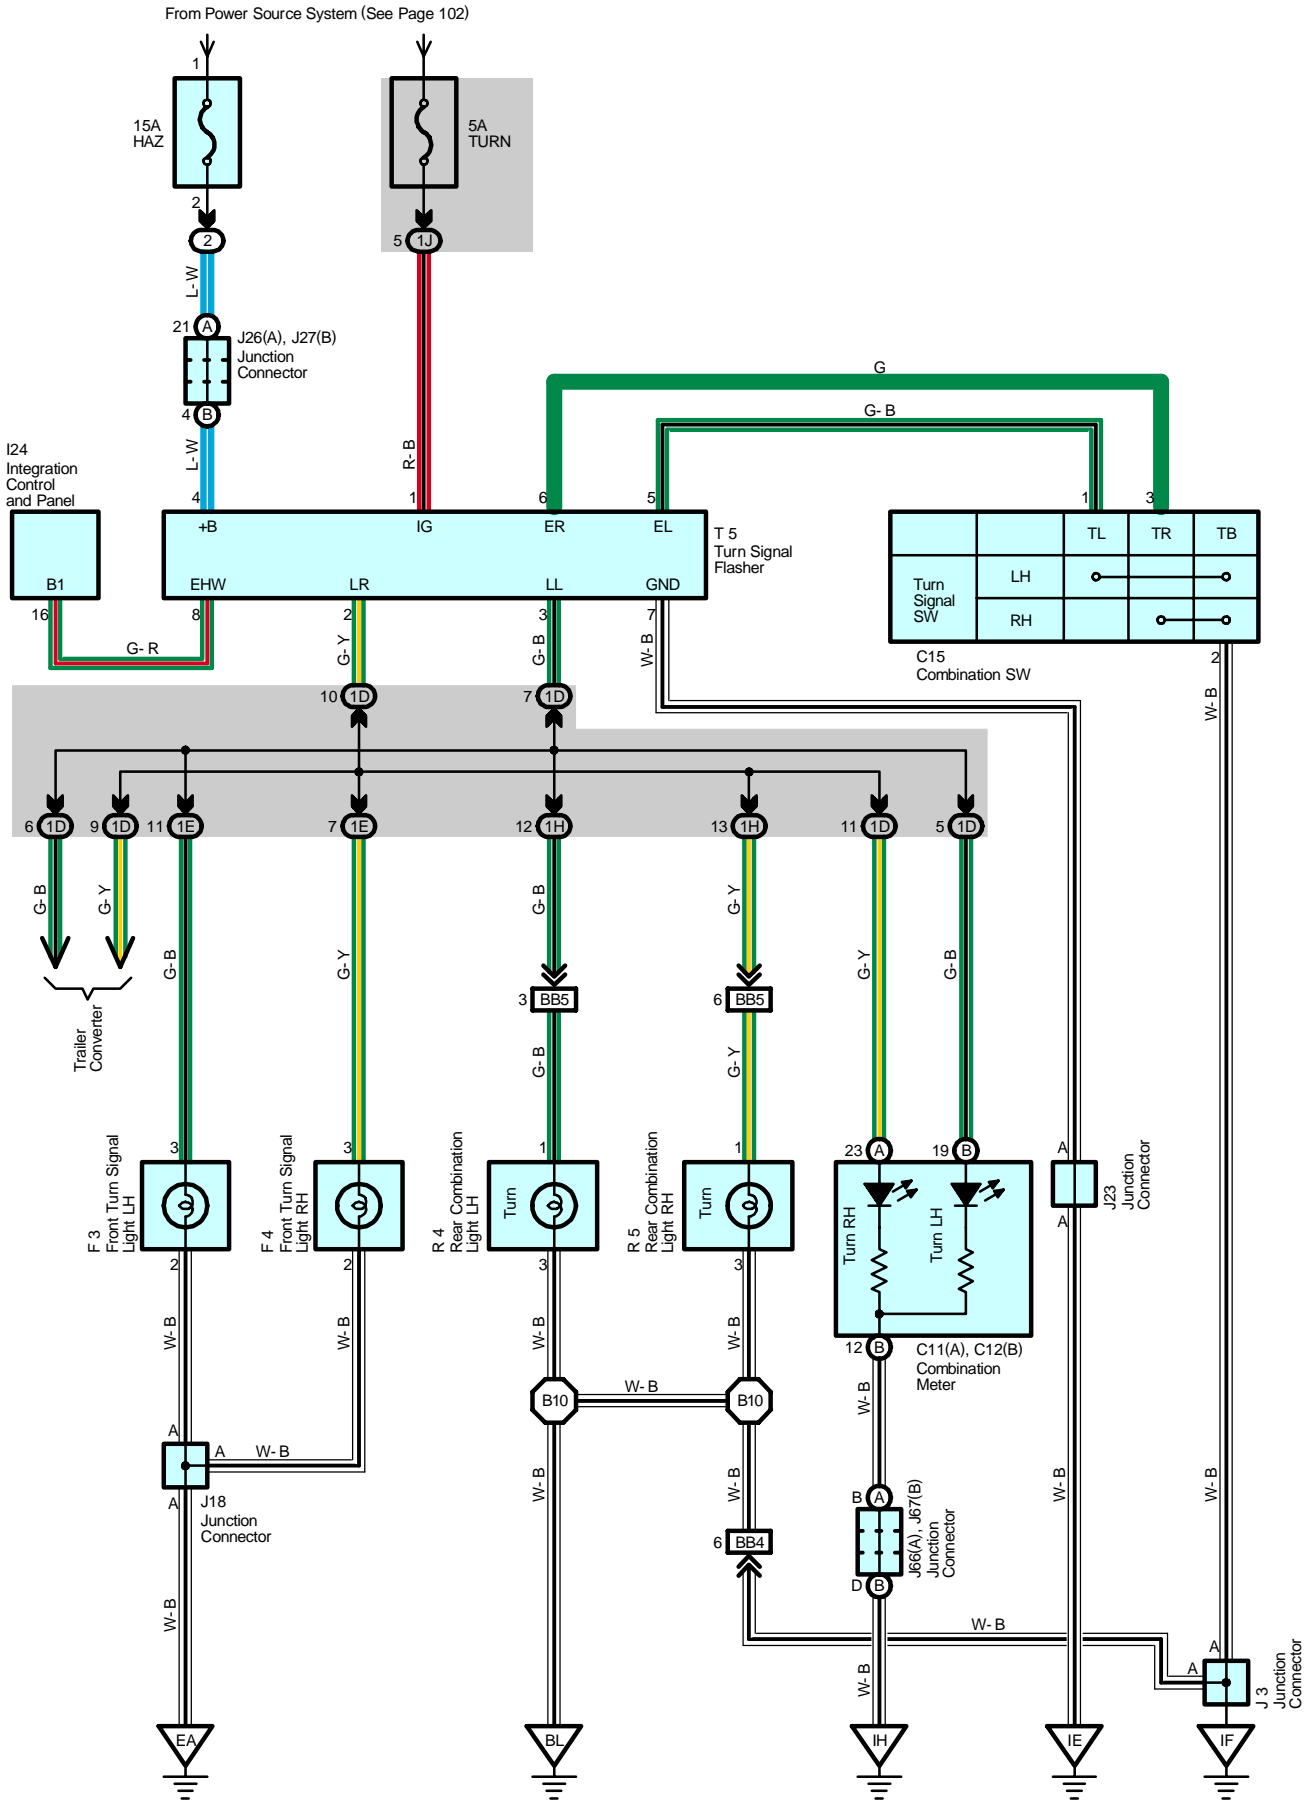 From Power Source System (See Page 102)
1
15A
HAZ
5A
TURN
2
2
5 1J
L- W
21 A
J26(A), J27(B)
Junction
Connector
4 B
L- W
R- B
G
G- B
I24
Integration
Control
and Panel
4
1
6
5
1
3
+B
IG
ER
EL
T 5
Turn Signal
Flasher
TL
TR
TB
B1
EHW
LR
LL
GND
Turn
Signal
SW
LH
RH
16
8
2
3
7
G- R
G- Y
G- B
W- B
C15
Combination SW
2
W- B
10 1D
7 1D
6 1D
9 1D
11 1E
7 1E
12 1H
13 1H
11 1D
5 1D
G- B
G- Y
G- B
G- Y
G- B
G- Y
G- Y
G- B
Trailer
Converter
3 BB5
6 BB5
G- B
G- Y
3
3
1
1
23 A
19 B
A
F 3
Front Turn Signal
Light LH
F 4
Front Turn Signal
Light RH
R 4
Rear Combination
Light LH
Turn
R 5
Rear Combination
Light RH
Turn
Turn RH
Turn LH
J23
Junction
Connector
A
2
2
3
3
W- B
W- B
W- B
W- B
12 B
C11(A), C12(B)
Combination
Meter
W- B
B10
W- B
B10
A
A
W- B
A
J18
Junction
Connector
W- B
W- B
B A
J66(A), J67(B)
Junction
Connector
D B
W- B
W- B
6 BB4
W- B
W- B
W- B
A
A
J 3
Junction
Connector
EA
BL
IH
IE
IF